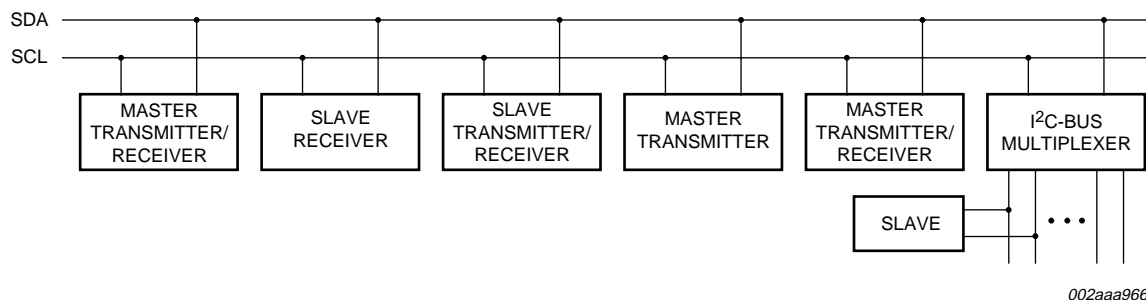 SDA
SCL
MASTER
TRANSMITTER/
RECEIVER
SLAVE
RECEIVER
SLAVE
TRANSMITTER/
RECEIVER
MASTER
TRANSMITTER
MASTER
TRANSMITTER/
RECEIVER
I²C-BUS
MULTIPLEXER
SLAVE
002aaa966